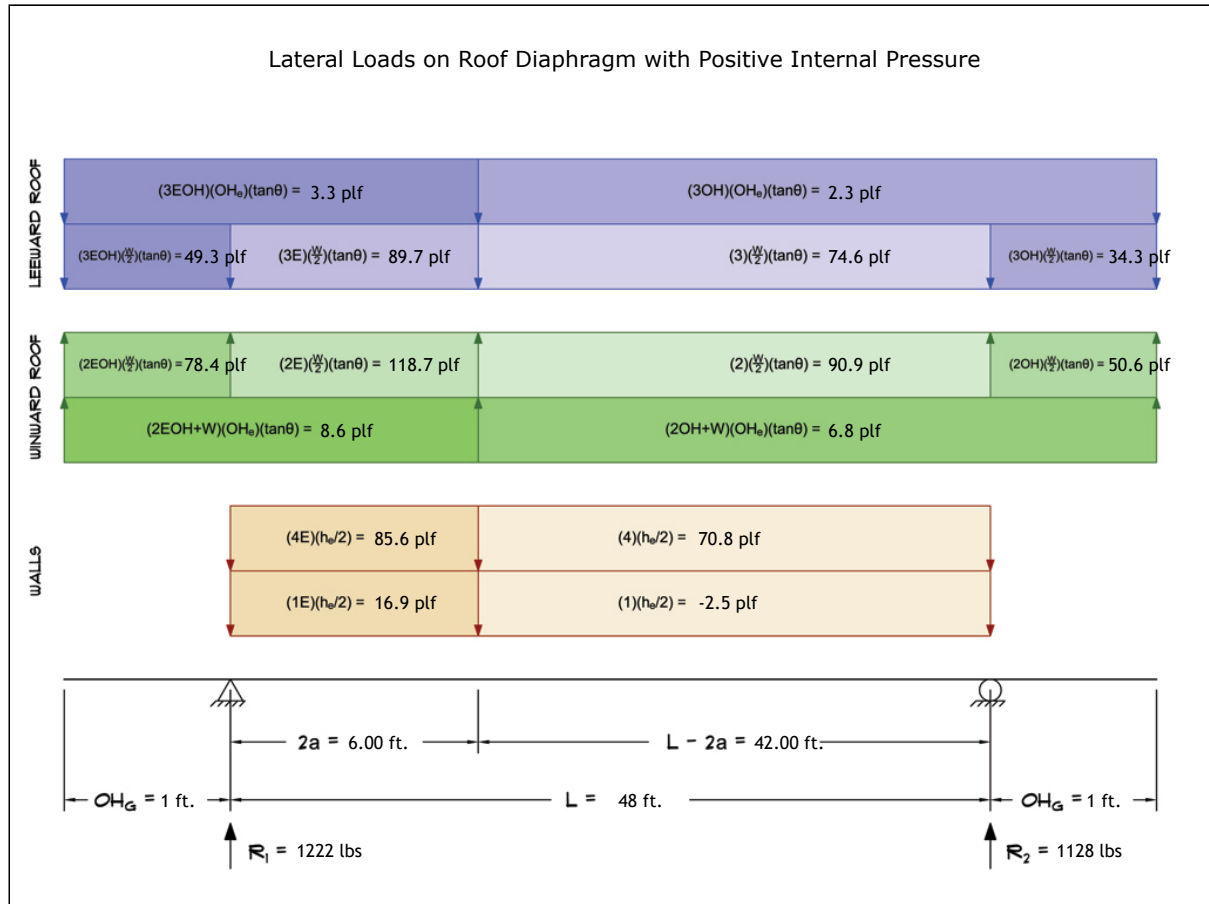 Lateral Loads on Roof Diaphragm with Positive Internal Pressure
LEEWARD ROOF
(3EOH)(OHₑ)(tanθ) = 3.3 plf
(3OH)(OHₑ)(tanθ) = 2.3 plf
(3EOH)(W/2)(tanθ) = 49.3 plf
(3E)(W/2)(tanθ) = 89.7 plf
(3)(W/2)(tanθ) = 74.6 plf
(3OH)(W/2)(tanθ) = 34.3 plf
WINWARD ROOF
(2EOH)(W/2)(tanθ) = 78.4 plf
(2E)(W/2)(tanθ) = 118.7 plf
(2)(W/2)(tanθ) = 90.9 plf
(2OH)(W/2)(tanθ) = 50.6 plf
(2EOH+W)(OHₑ)(tanθ) = 8.6 plf
(2OH+W)(OHₑ)(tanθ) = 6.8 plf
WALLS
(4E)(hₑ/2) = 85.6 plf
(4)(hₑ/2) = 70.8 plf
(1E)(hₑ/2) = 16.9 plf
(1)(hₑ/2) = -2.5 plf
2a = 6.00 ft.
L - 2a = 42.00 ft.
OH_G = 1 ft.
L = 48 ft.
OH_G = 1 ft.
R₁ = 1222 lbs
R₂ = 1128 lbs